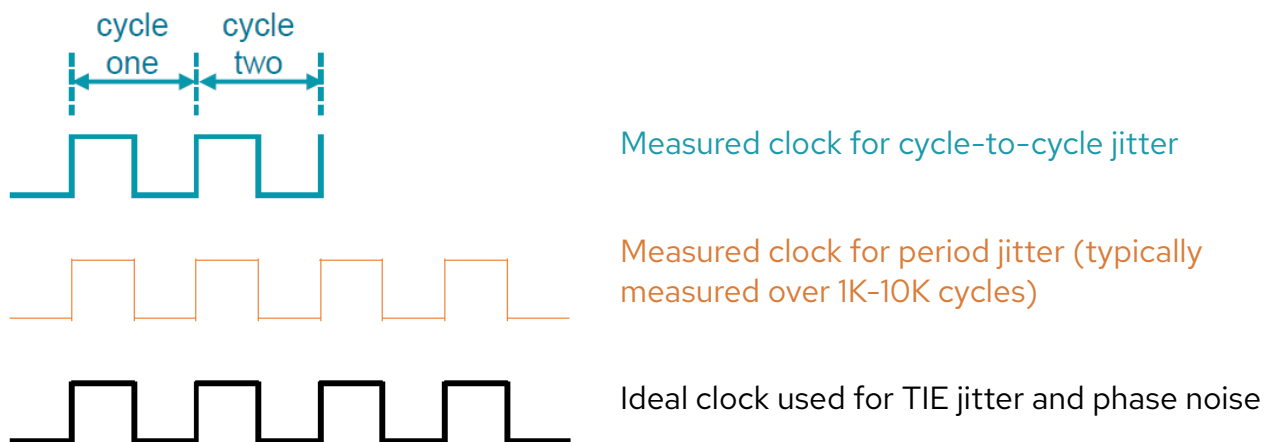 cycle one
cycle two
Measured clock for cycle-to-cycle jitter
Measured clock for period jitter (typically
measured over 1K-10K cycles)
Ideal clock used for TIE jitter and phase noise